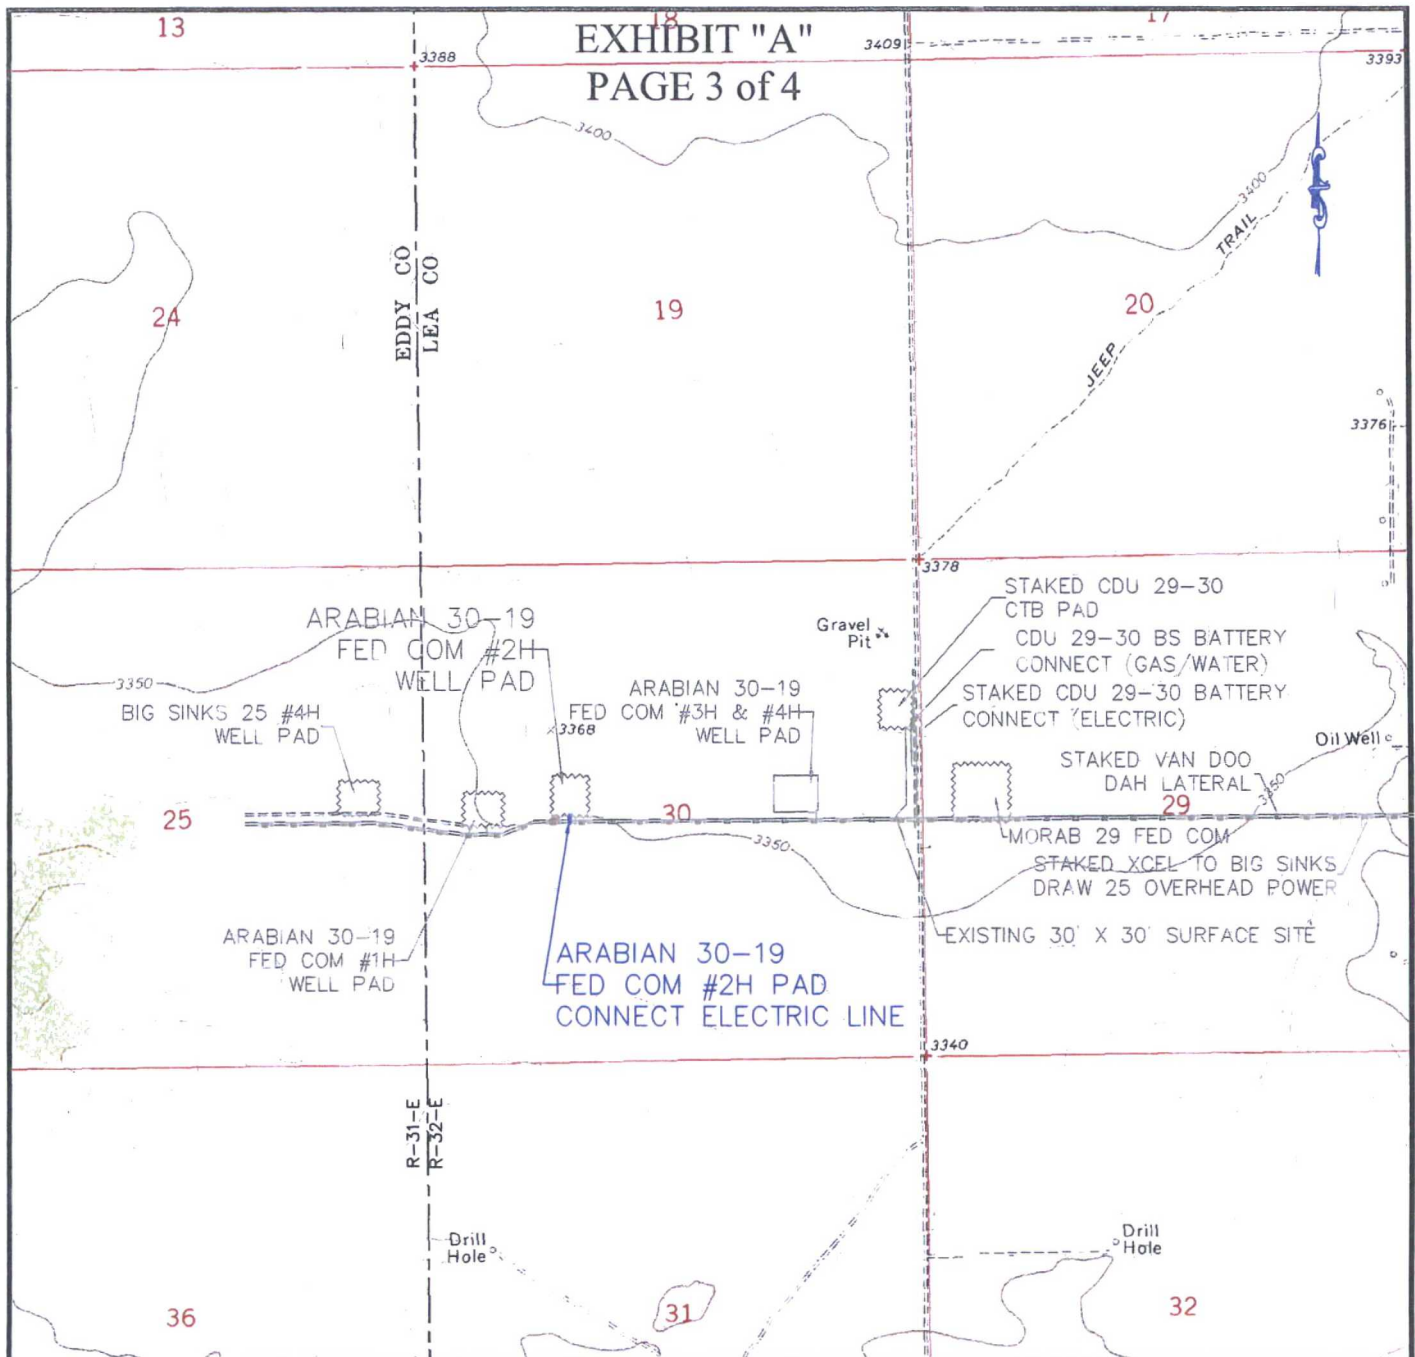 EXHIBIT "A"
PAGE 3 of 4
13
18
17
3388
3409
3393
3400
3400
TRAIL
JEEP
EDDY CO
LEA CO
24
19
20
3376
3378
ARABIAN 30-19
FED COM #2H
WELL PAD
Gravel
Pit
STAKED CDU 29-30
CTB PAD
CDU 29-30 BS BATTERY
CONNECT (GAS/WATER)
STAKED CDU 29-30 BATTERY
CONNECT (ELECTRIC)
3350
BIG SINKS 25 #4H
WELL PAD
3368
ARABIAN 30-19
FED COM #3H & #4H
WELL PAD
Oil Well
STAKED VAN DOO
DAH LATERAL
3350
25
30
29
3350
MORAB 29 FED COM
STAKED XCEL TO BIG SINKS
DRAW 25 OVERHEAD POWER
EXISTING 30' X 30' SURFACE SITE
ARABIAN 30-19
FED COM #1H
WELL PAD
ARABIAN 30-19
FED COM #2H PAD
CONNECT ELECTRIC LINE
3340
R-31-E
R-32-E
Drill
Hole
Drill
Hole
36
31
32